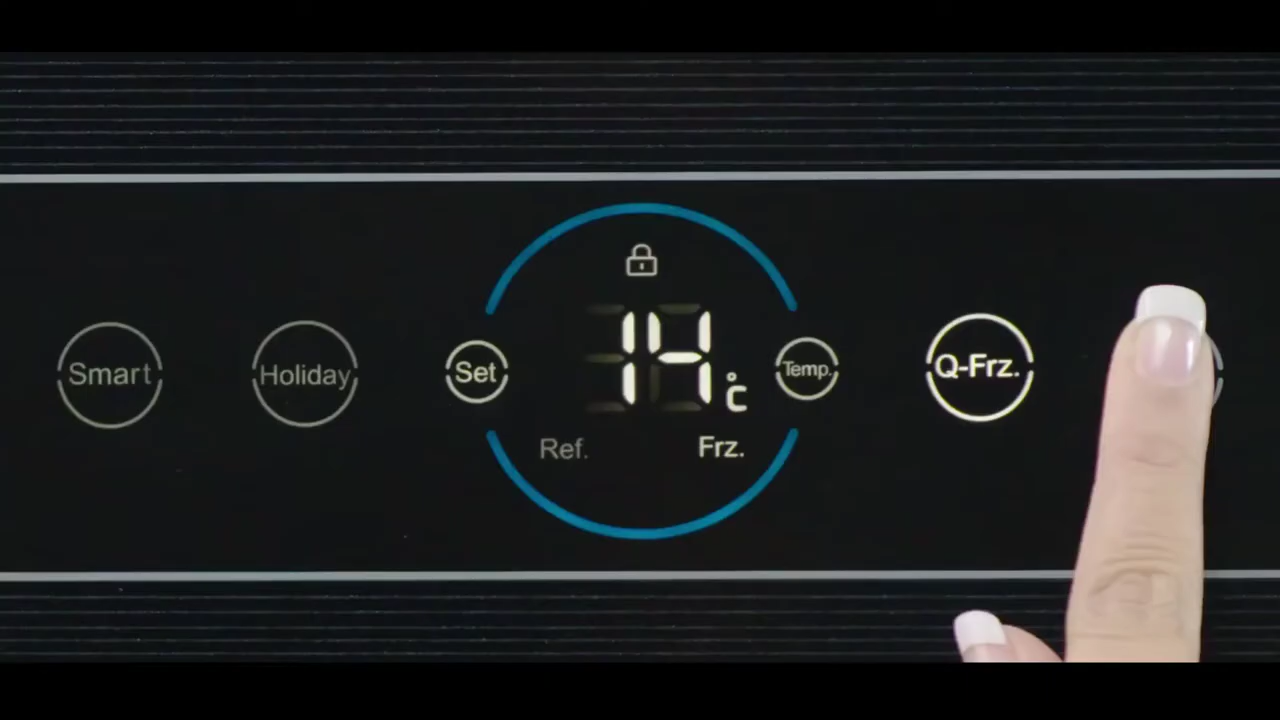 Smart
Holiday
Set
14°C
Temp.
Q-Frz.
Ref.
Frz.